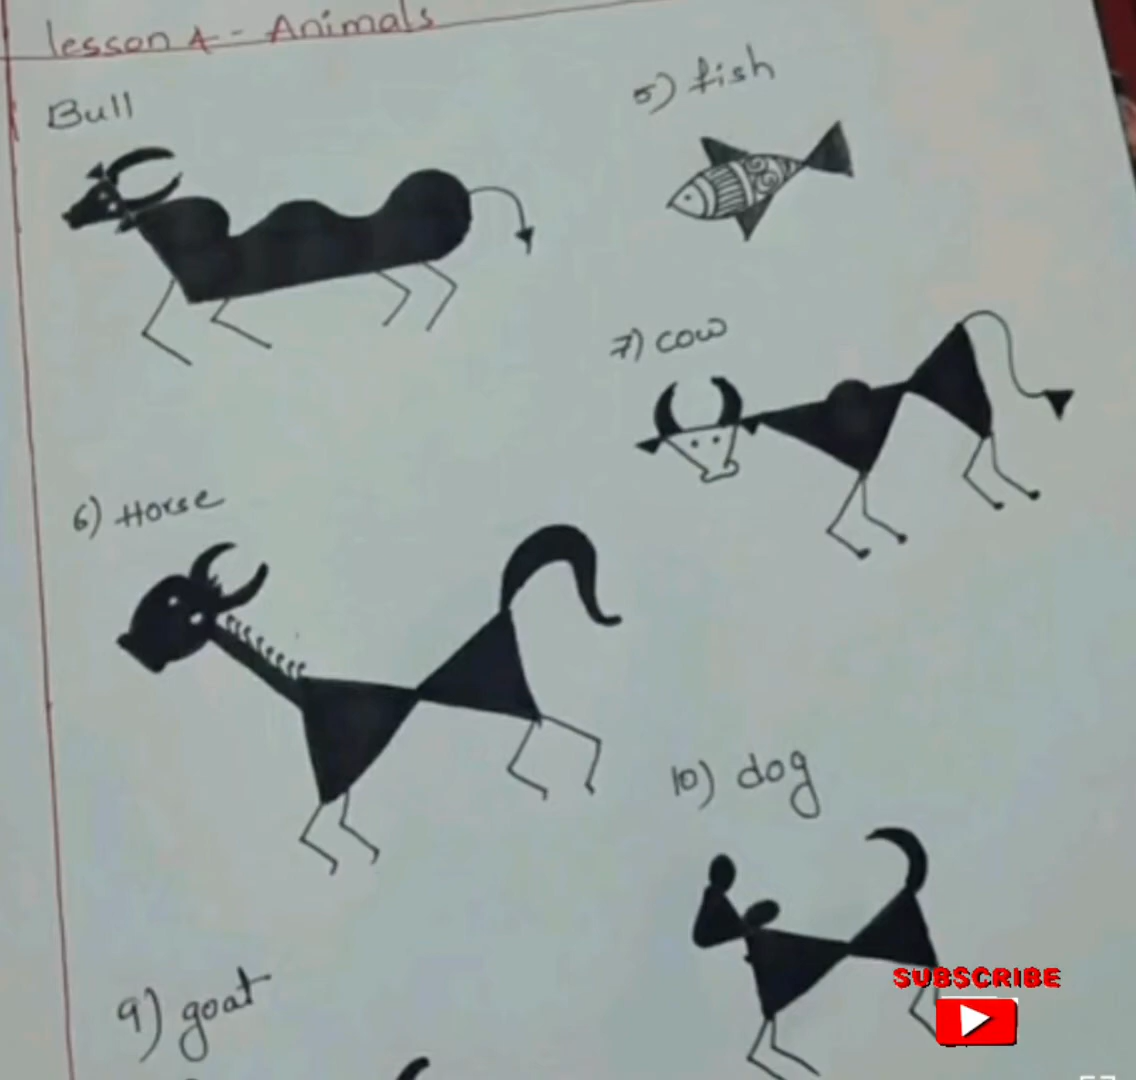 lesson 4 - Animals
Bull
5) fish
7) cow
6) Horse
10) dog
9) goat
SUBSCRIBE